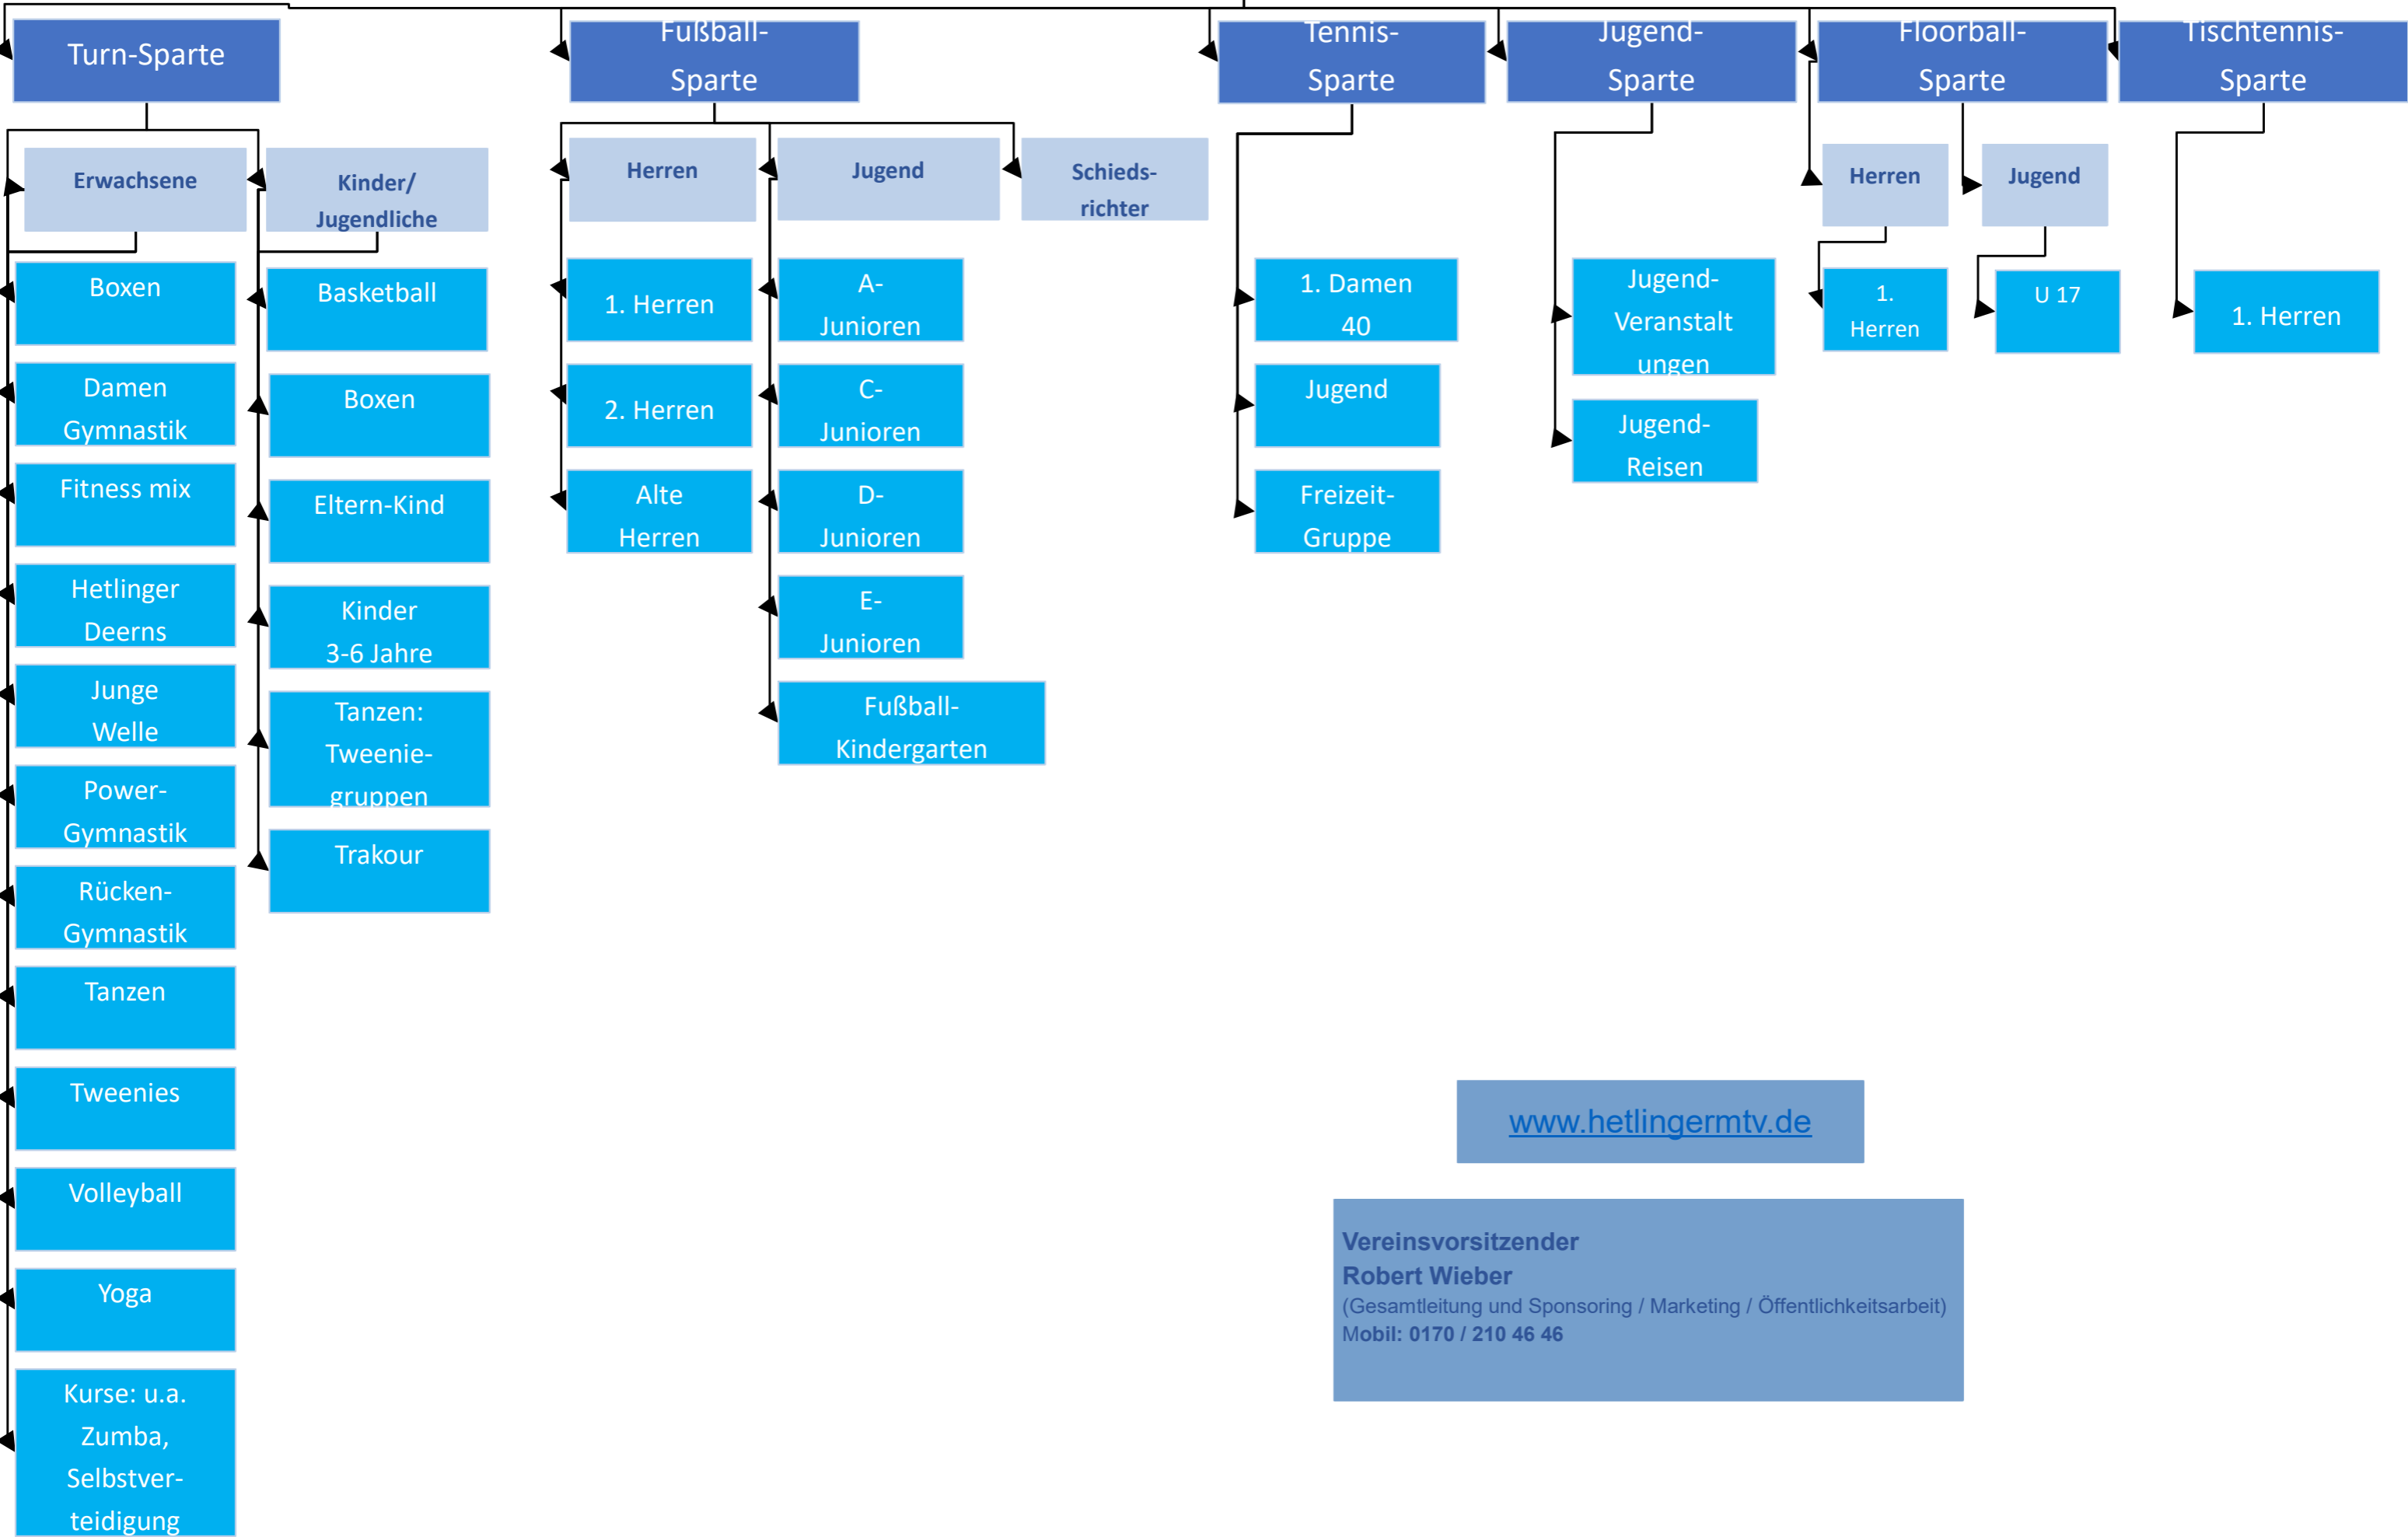 Turn-Sparte
Fußball-
Sparte
Tennis-
Sparte
Jugend-
Sparte
Floorball-
Sparte
Tischtennis-
Sparte
Erwachsene
Boxen
Damen
Gymnastik
Fitness mix
Hetlinger
Deerns
Junge
Welle
Power-
Gymnastik
Rücken-
Gymnastik
Tanzen
Tweenies
Volleyball
Yoga
Kurse: u.a.
Zumba,
Selbstver-
teidigung
Kinder/
Jugendliche
Basketball
Boxen
Eltern-Kind
Kinder
3-6 Jahre
Tanzen:
Tweenie-
gruppen
Trakour
Herren
1. Herren
2. Herren
Alte
Herren
Jugend
A-
Junioren
C-
Junioren
D-
Junioren
E-
Junioren
Fußball-
Kindergarten
Schieds-
richter
1. Damen
40
Jugend
Freizeit-
Gruppe
Jugend-
Veranstalt
ungen
Jugend-
Reisen
Herren
1.
Herren
Jugend
U 17
1. Herren
www.hetlingermtv.de
Vereinsvorsitzender
Robert Wieber
(Gesamtleitung und Sponsoring / Marketing / Öffentlichkeitsarbeit)
Mobil: 0170 / 210 46 46